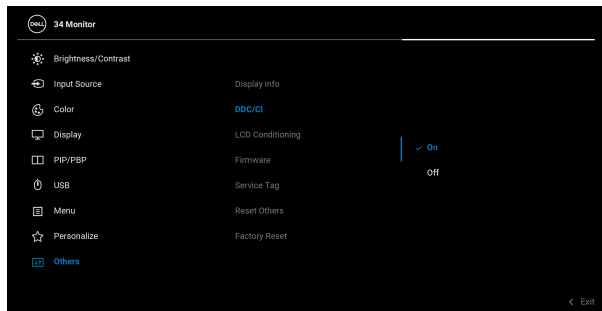 DELL 34 Monitor
Brightness/Contrast
Input Source
Display Info
Color
DDC/CI
Display
LCD Conditioning
On
PIP/PBP
Firmware
Off
USB
Service Tag
Menu
Reset Others
Personalize
Factory Reset
Others
Exit